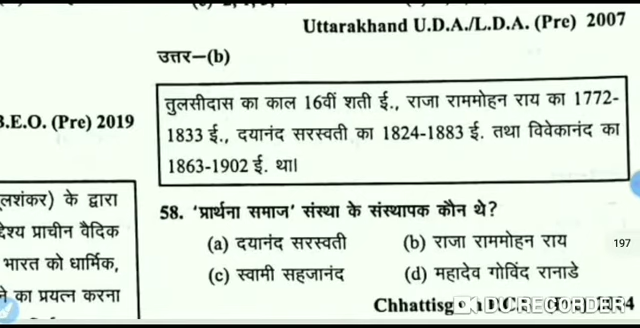 Uttarakhand U.D.A./L.D.A. (Pre) 2007
उत्तर–(b)
B.E.O. (Pre) 2019
तुलसीदास का काल 16वीं शती ई., राजा राममोहन राय का 1772-
1833 ई., दयानंद सरस्वती का 1824-1883 ई. तथा विवेकानंद का
1863-1902 ई. था।
लशंकर) के द्वारा
देश्य प्राचीन वैदिक
भारत को धार्मिक,
ने का प्रयत्न करना
58. ‘प्रार्थना समाज’ संस्था के संस्थापक कौन थे?
(a) दयानंद सरस्वती (b) राजा राममोहन राय
(c) स्वामी सहजानंद (d) महादेव गोविंद रानाडे
197
DU RECORDER